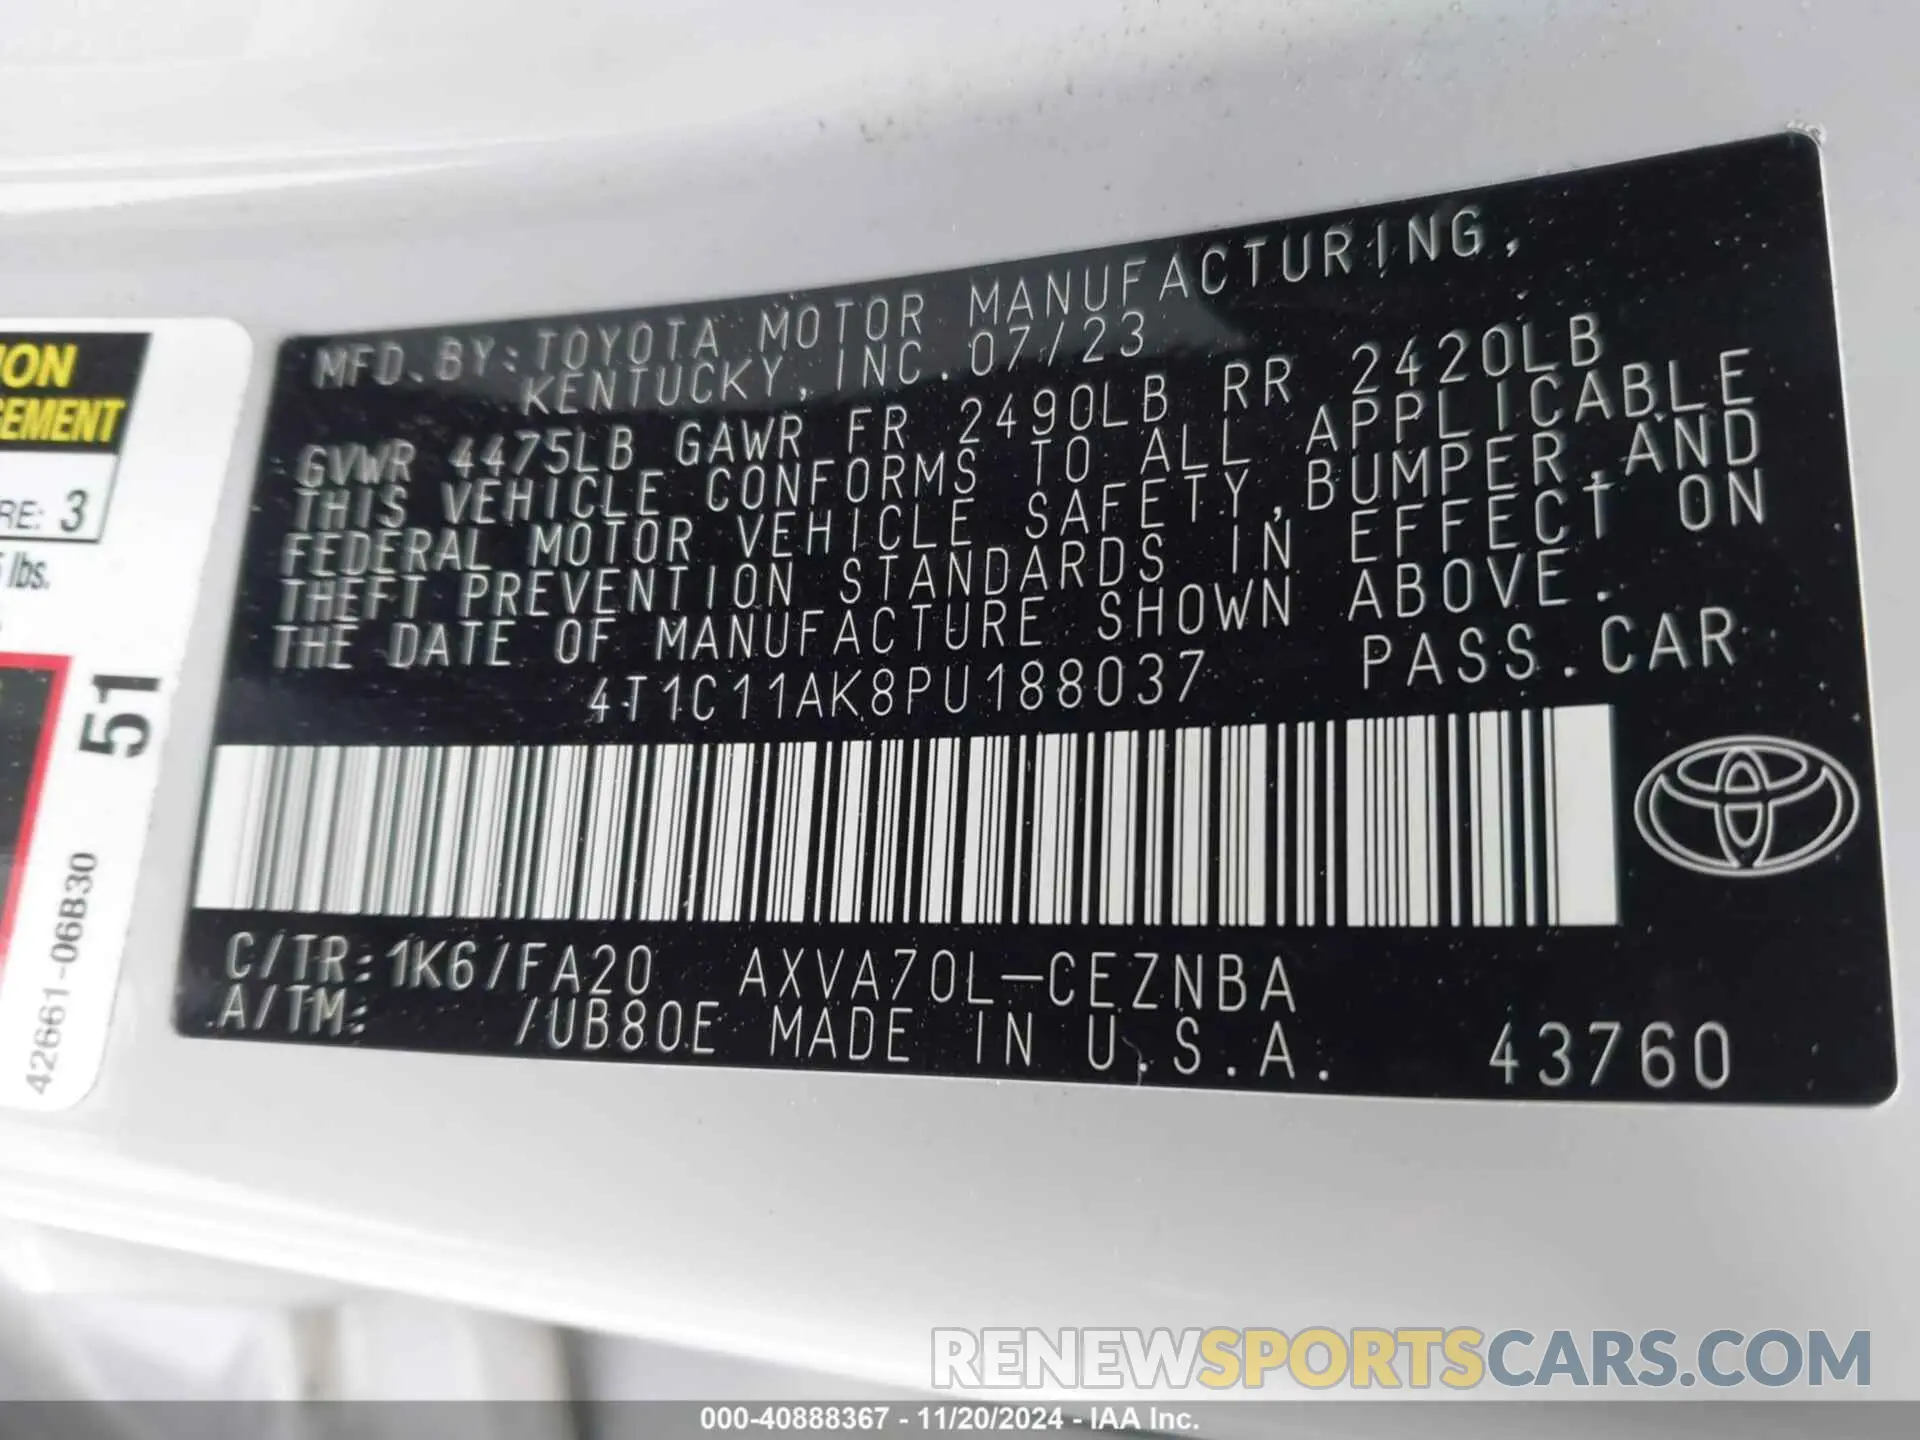 ION
GEMENT
RE: 3
5 lbs.
51
42661-06B30
MFD. BY: TOYOTA MOTOR MANUFACTURING,
KENTUCKY, INC. 07/23
GVWR 4475LB GAWR FR 2490LB RR 2420LB
THIS VEHICLE CONFORMS TO ALL APPLICABLE
FEDERAL MOTOR VEHICLE SAFETY, BUMPER, AND
THEFT PREVENTION STANDARDS IN EFFECT ON
THE DATE OF MANUFACTURE SHOWN ABOVE.
4T1C11AK8PU188037 PASS. CAR
C/TR: 1K6/FA20 AXVA70L-CEZNBA
A/TM: /UB80E MADE IN U.S.A. 43760
RENEWSPORTSCARS.COM
000-40888367 - 11/20/2024 - IAA Inc.